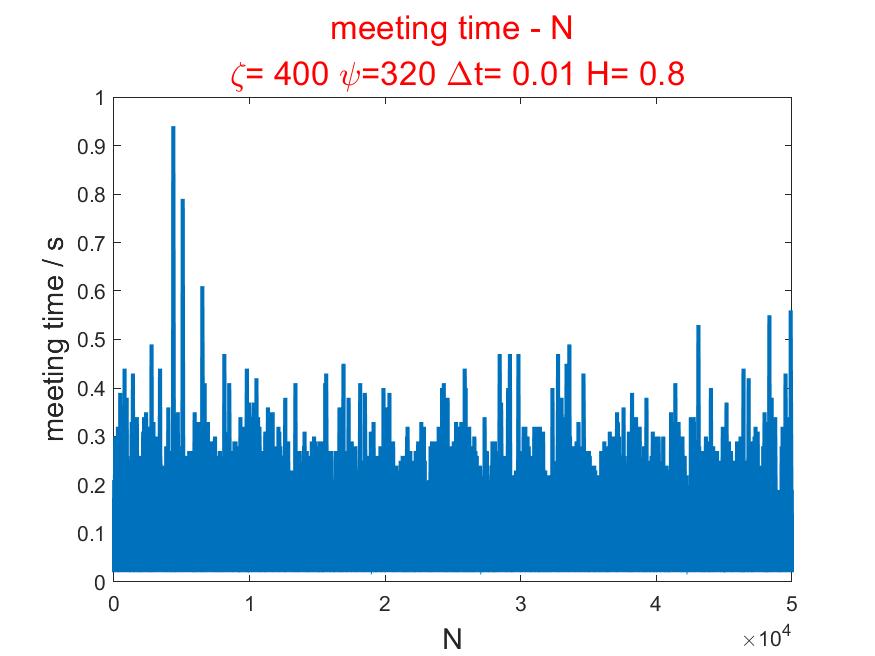 meeting time - N
ζ= 400 ψ=320 Δt= 0.01 H= 0.8
1
0.9
0.8
0.7
0.6
0.5
0.4
0.3
0.2
0.1
0
meeting time / s
0 1 2 3 4 5
×10⁴
N